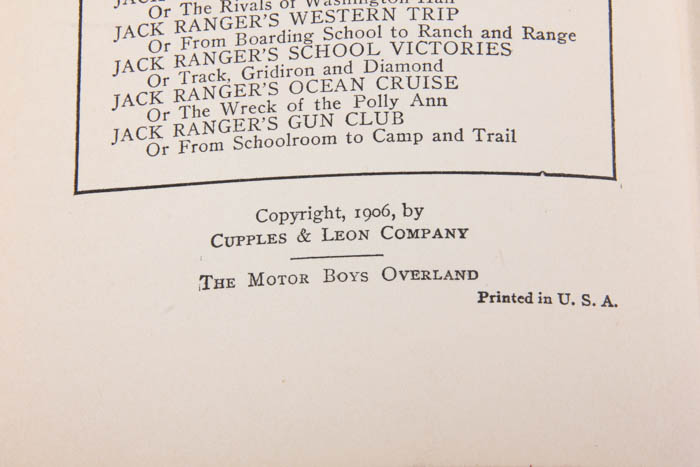 JACK
Or The Rivals of Washington Hall
JACK RANGER'S WESTERN TRIP
Or From Boarding School to Ranch and Range
JACK RANGER'S SCHOOL VICTORIES
Or Track, Gridiron and Diamond
JACK RANGER'S OCEAN CRUISE
Or The Wreck of the Polly Ann
JACK RANGER'S GUN CLUB
Or From Schoolroom to Camp and Trail
Copyright, 1906, by
CUPPLES & LEON COMPANY
THE MOTOR BOYS OVERLAND
Printed in U. S. A.